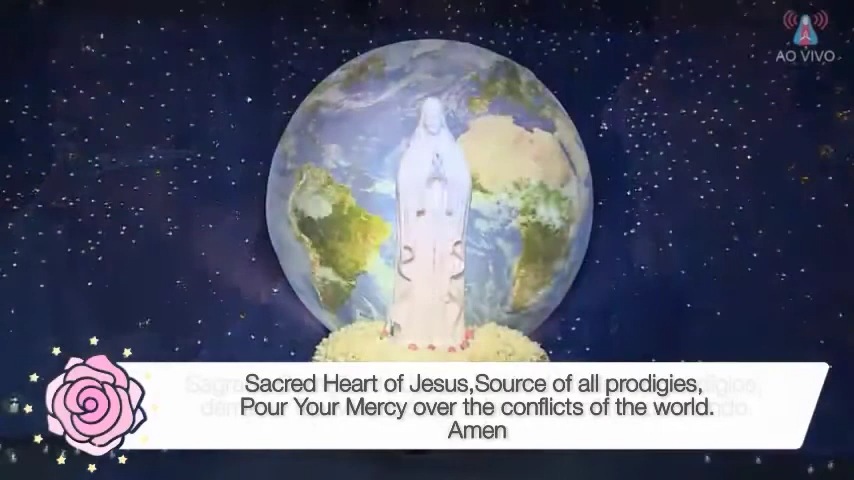 AO VIVO
Sacred Heart of Jesus,Source of all prodigies,
Pour Your Mercy over the conflicts of the world.
Amen